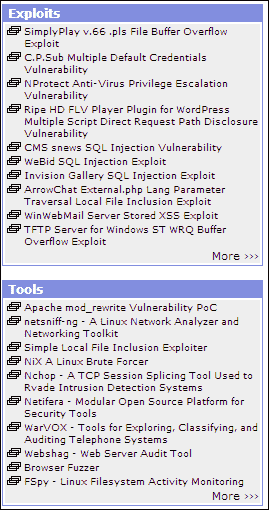 Exploits
SimplyPlay v.66 .pls File Buffer Overflow
Exploit
C.P.Sub Multiple Default Credentials
Vulnerability
NProtect Anti-Virus Privilege Escalation
Vulnerability
Ripe HD FLV Player Plugin for WordPress
Multiple Script Direct Request Path Disclosure
Vulnerability
CMS snews SQL Injection Vulnerability
WeBid SQL Injection Exploit
Invision Gallery SQL Injection Exploit
ArrowChat External.php Lang Parameter
Traversal Local File Inclusion Exploit
WinWebMail Server Stored XSS Exploit
TFTP Server for Windows ST WRQ Buffer
Overflow Exploit
More >>>
Tools
Apache mod_rewrite Vulnerability PoC
netsniff-ng - A Linux Network Analyzer and
Networking Toolkit
Simple Local File Inclusion Exploiter
NiX A Linux Brute Forcer
Nchop - A TCP Session Splicing Tool Used to
Rvade Intrusion Detection Systems
Netifera - Modular Open Source Platform for
Security Tools
WarVOX - Tools for Exploring, Classifying, and
Auditing Telephone Systems
Webshag - Web Server Audit Tool
Browser Fuzzer
FSpy - Linux Filesystem Activity Monitoring
More >>>